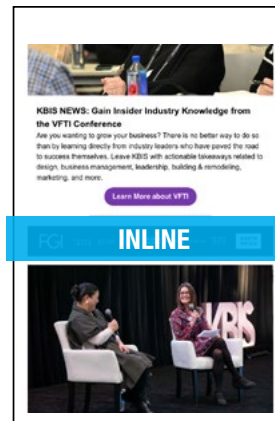 KBIS NEWS: Gain Insider Industry Knowledge from
the VFTI Conference
Are you wanting to grow your business? There is no better way to do so
than by learning directly from industry leaders who have paved the road
to success themselves. Leave KBIS with actionable takeaways related to
design, business management, leadership, building & remodeling,
marketing, and more.
Learn More about VFTI
FGI
INLINE
KBIS